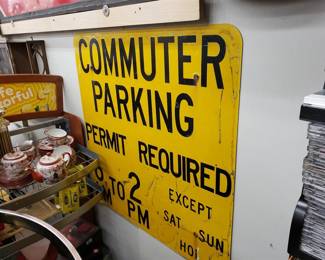 COMMUTER
PARKING
PERMIT REQUIRED
TO 2 EXCEPT
PM SAT SUN